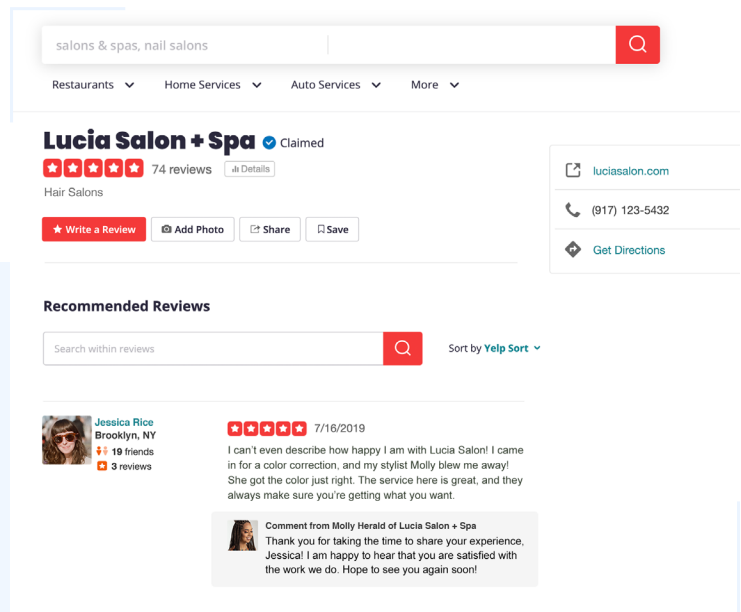 salons & spas, nail salons
Restaurants Home Services Auto Services More
Lucia Salon + Spa Claimed
74 reviews Details
Hair Salons
Write a Review Add Photo Share Save
luciasalon.com
(917) 123-5432
Get Directions
Recommended Reviews
Search within reviews
Sort by Yelp Sort
Jessica Rice
Brooklyn, NY
19 friends
3 reviews
7/16/2019
I can't even describe how happy I am with Lucia Salon! I came
in for a color correction, and my stylist Molly blew me away!
She got the color just right. The service here is great, and they
always make sure you're getting what you want.
Comment from Molly Herald of Lucia Salon + Spa
Thank you for taking the time to share your experience,
Jessica! I am happy to hear that you are satisfied with
the work we do. Hope to see you again soon!